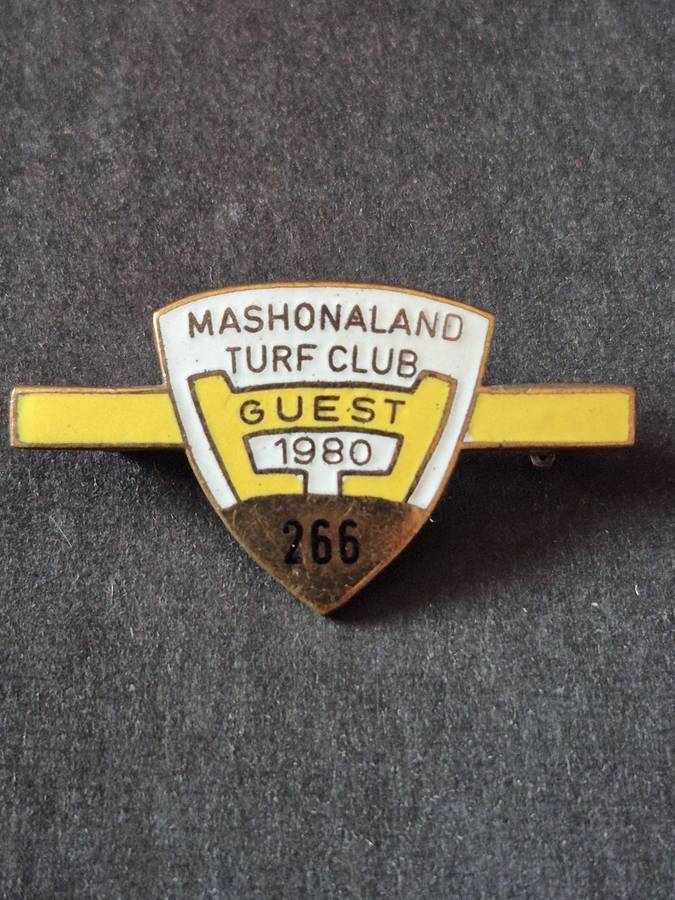 MASHONALAND
TURF CLUB
GUEST
1980
266